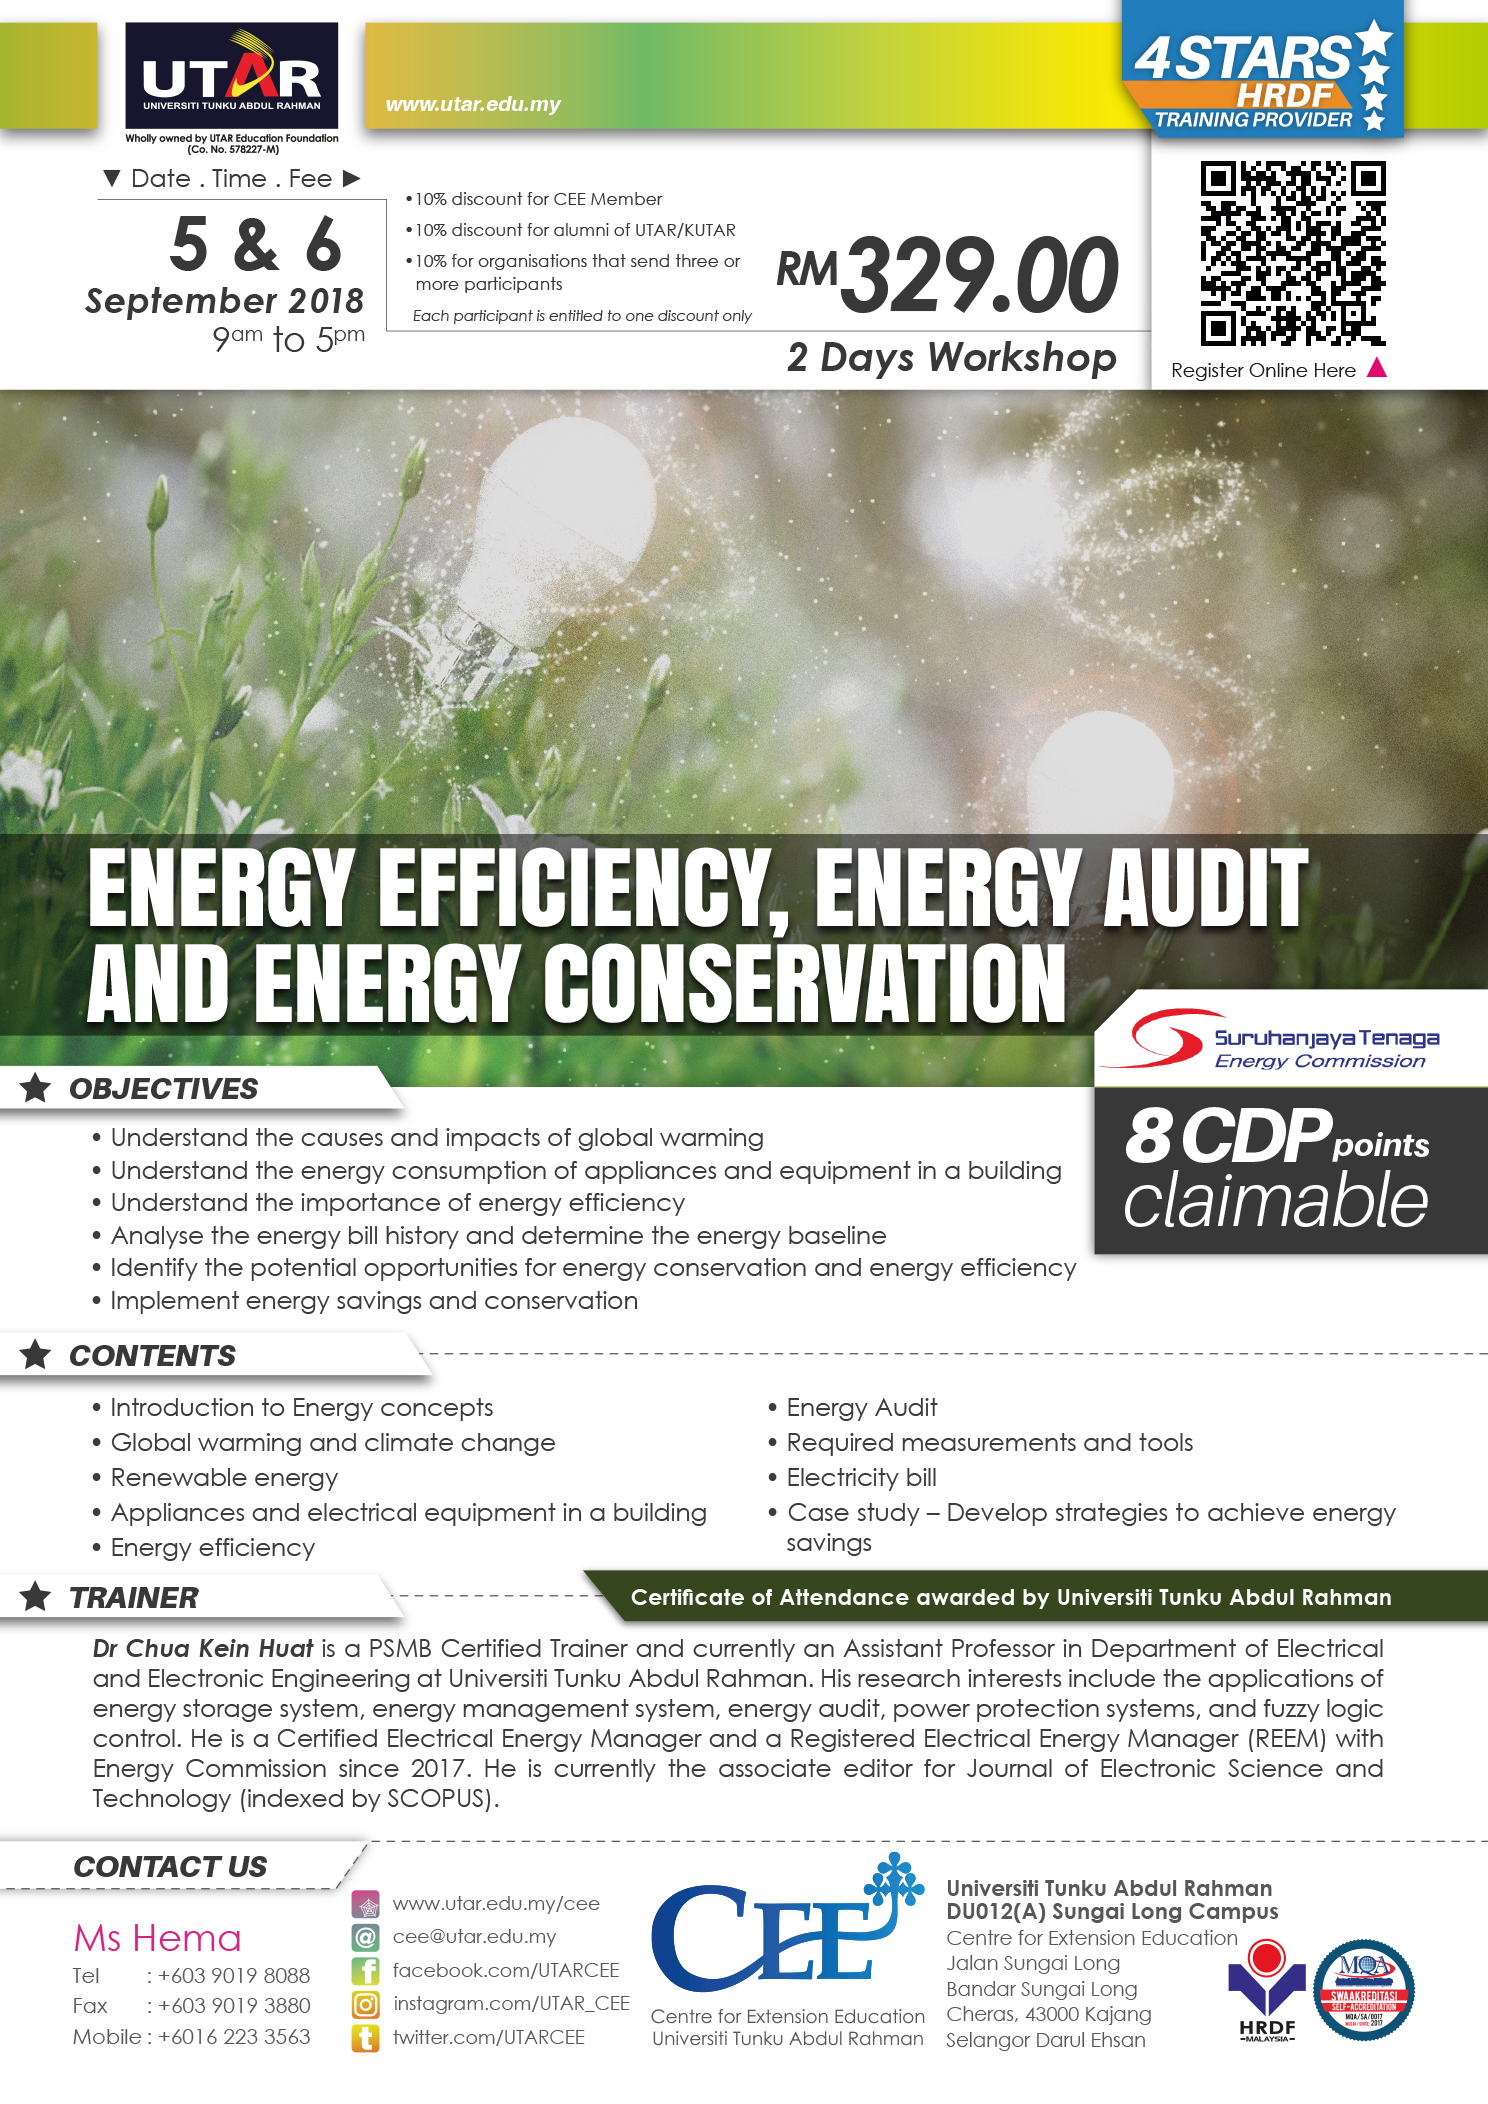 UTAR
UNIVERSITI TUNKU ABDUL RAHMAN
Wholly owned by UTAR Education Foundation
(Co. No. 578227-M)
www.utar.edu.my
4 STARS
HRDF
TRAINING PROVIDER
▼ Date . Time . Fee ►
5 & 6
September 2018
9am to 5pm
• 10% discount for CEE Member
• 10% discount for alumni of UTAR/KUTAR
• 10% for organisations that send three or
more participants
Each participant is entitled to one discount only
RM329.00
2 Days Workshop
Register Online Here ▲
ENERGY EFFICIENCY, ENERGY AUDIT
AND ENERGY CONSERVATION
Suruhanjaya Tenaga
Energy Commission
8 CDP points
claimable
★ OBJECTIVES
• Understand the causes and impacts of global warming
• Understand the energy consumption of appliances and equipment in a building
• Understand the importance of energy efficiency
• Analyse the energy bill history and determine the energy baseline
• Identify the potential opportunities for energy conservation and energy efficiency
• Implement energy savings and conservation
★ CONTENTS
• Introduction to Energy concepts
• Global warming and climate change
• Renewable energy
• Appliances and electrical equipment in a building
• Energy efficiency
• Energy Audit
• Required measurements and tools
• Electricity bill
• Case study – Develop strategies to achieve energy
savings
★ TRAINER
Certificate of Attendance awarded by Universiti Tunku Abdul Rahman
Dr Chua Kein Huat is a PSMB Certified Trainer and currently an Assistant Professor in Department of Electrical
and Electronic Engineering at Universiti Tunku Abdul Rahman. His research interests include the applications of
energy storage system, energy management system, energy audit, power protection systems, and fuzzy logic
control. He is a Certified Electrical Energy Manager and a Registered Electrical Energy Manager (REEM) with
Energy Commission since 2017. He is currently the associate editor for Journal of Electronic Science and
Technology (indexed by SCOPUS).
CONTACT US
Ms Hema
Tel : +603 9019 8088
Fax : +603 9019 3880
Mobile : +6016 223 3563
www.utar.edu.my/cee
cee@utar.edu.my
facebook.com/UTARCEE
instagram.com/UTAR_CEE
twitter.com/UTARCEE
CEE
Centre for Extension Education
Universiti Tunku Abdul Rahman
Universiti Tunku Abdul Rahman
DU012(A) Sungai Long Campus
Centre for Extension Education
Jalan Sungai Long
Bandar Sungai Long
Cheras, 43000 Kajang
Selangor Darul Ehsan
HRDF
-MALAYSIA-
MQA
SWAAKREDITASI
SELF-ACCREDITATION
MQA/SA/0017
MULAI/SINCE: 2017